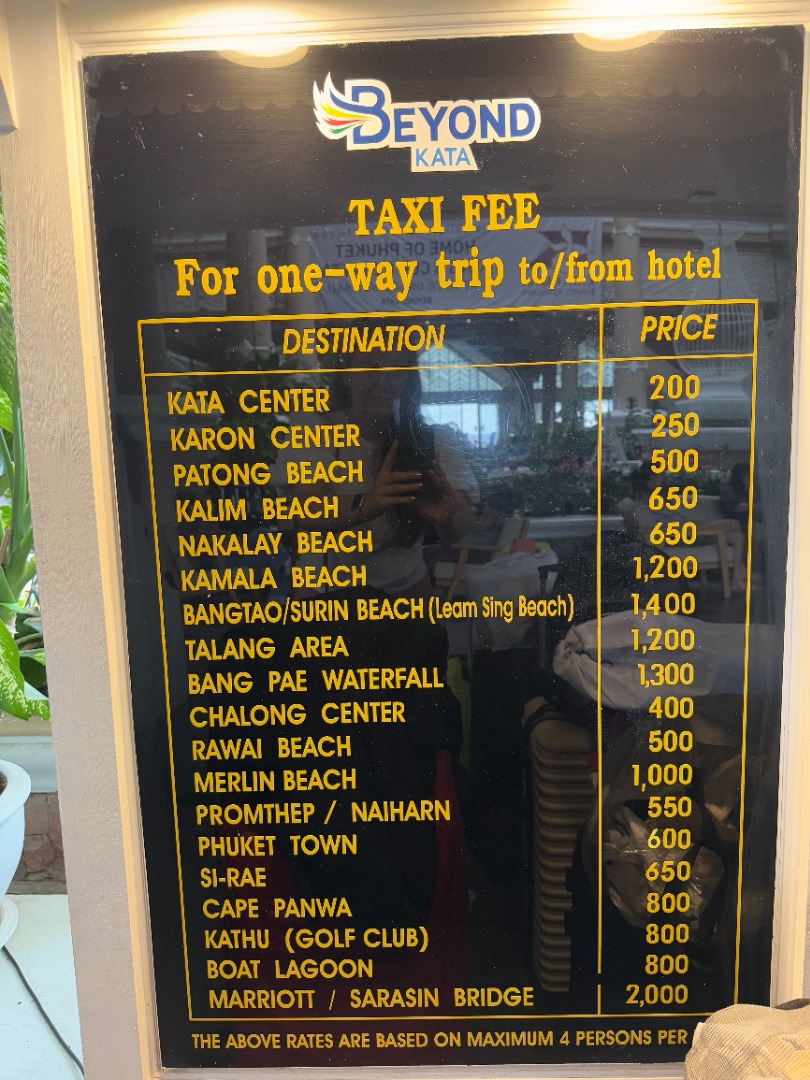 BEYOND
KATA
TAXI FEE
For one-way trip to/from hotel
DESTINATION PRICE
KATA CENTER 200
KARON CENTER 250
PATONG BEACH 500
KALIM BEACH 650
NAKALAY BEACH 650
KAMALA BEACH 1,200
BANGTAO/SURIN BEACH (Leam Sing Beach) 1,400
TALANG AREA 1,200
BANG PAE WATERFALL 1,300
CHALONG CENTER 400
RAWAI BEACH 500
MERLIN BEACH 1,000
PROMTHEP / NAIHARN 550
PHUKET TOWN 600
SI-RAE 650
CAPE PANWA 800
KATHU (GOLF CLUB) 800
BOAT LAGOON 800
MARRIOTT / SARASIN BRIDGE 2,000
THE ABOVE RATES ARE BASED ON MAXIMUM 4 PERSONS PER